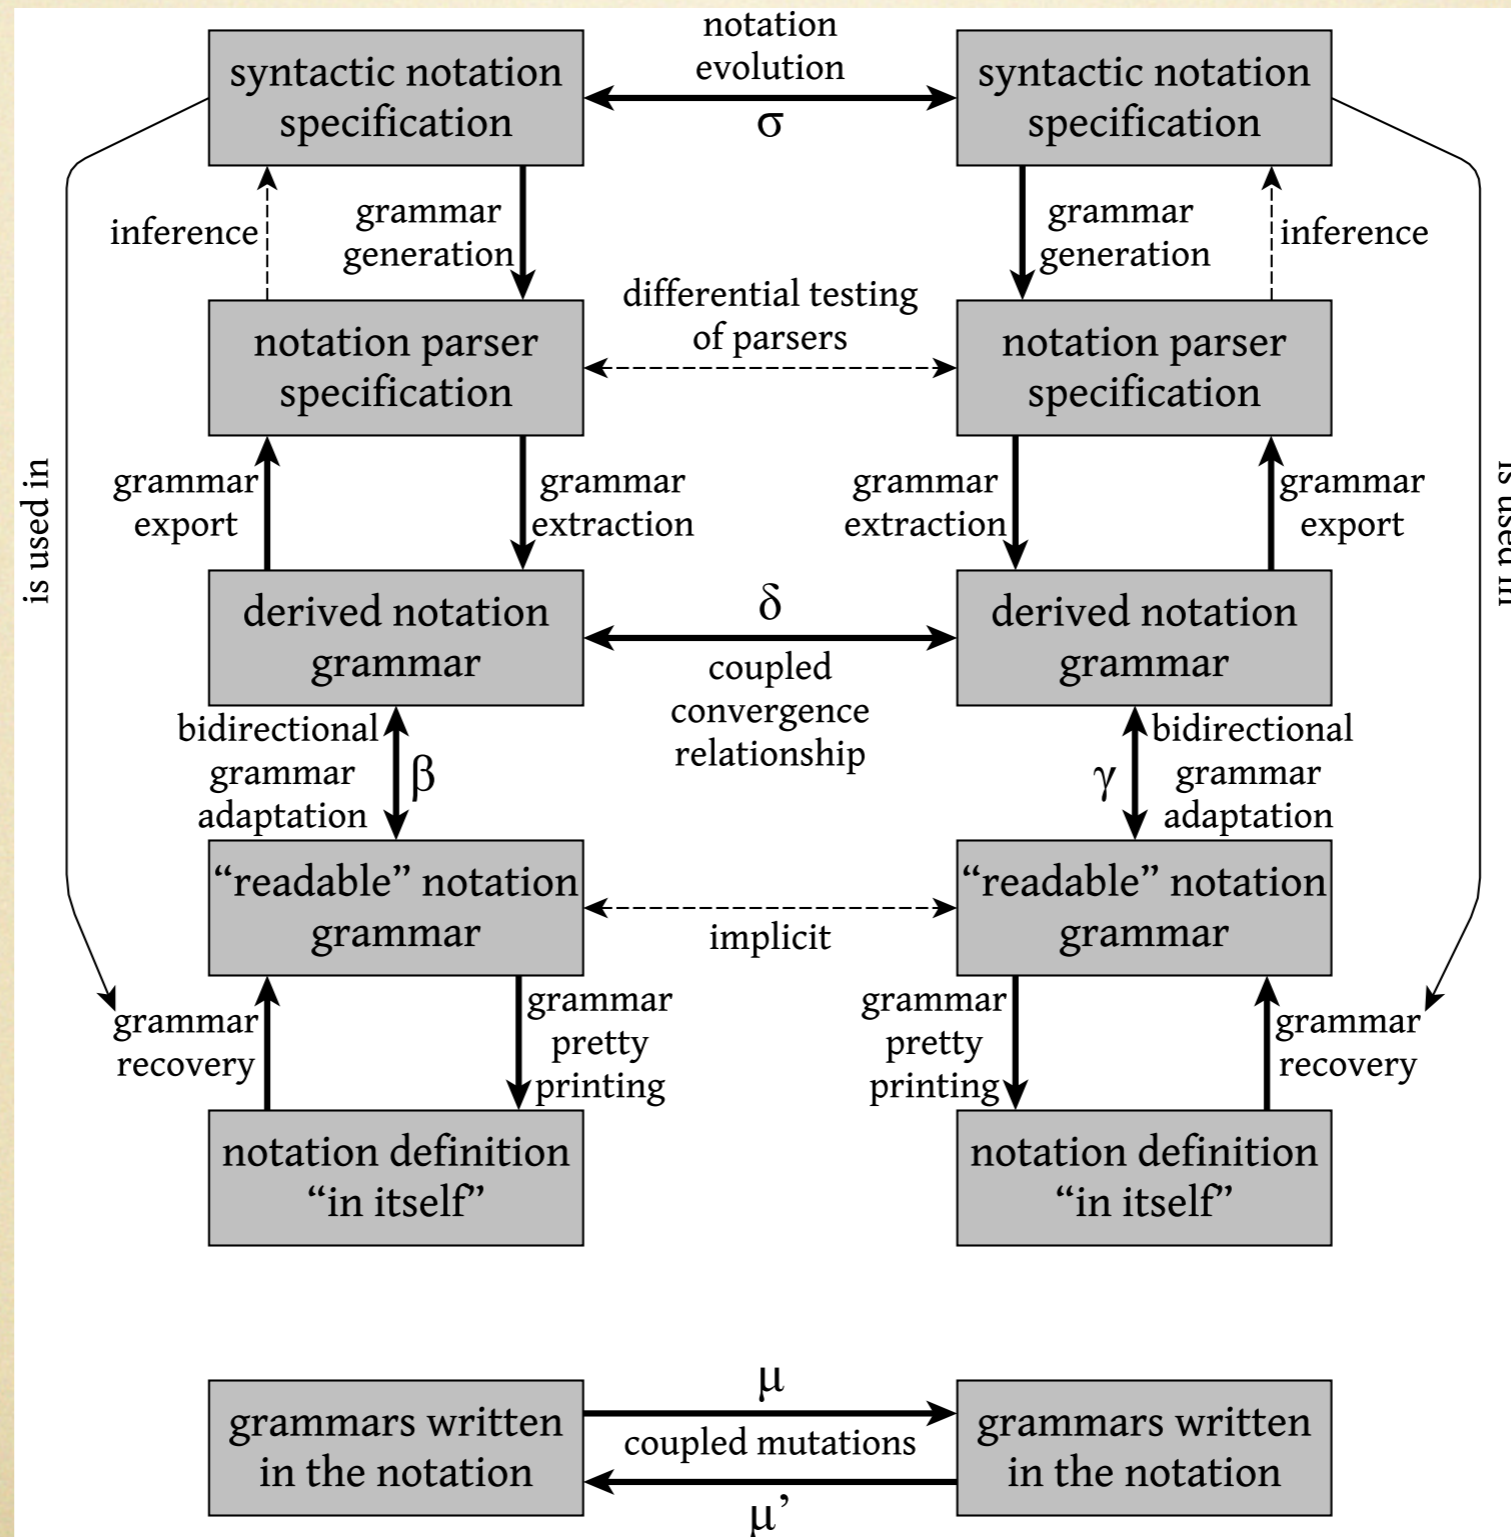 notation
evolution
syntactic notation
specification
σ
syntactic notation
specification
inference
grammar
generation
grammar
generation
inference
differential testing
of parsers
notation parser
specification
notation parser
specification
is used in
grammar
export
grammar
extraction
grammar
extraction
grammar
export
is used in
derived notation
grammar
δ
coupled
convergence
relationship
derived notation
grammar
bidirectional
grammar
adaptation
β
γ
bidirectional
grammar
adaptation
“readable” notation
grammar
implicit
“readable” notation
grammar
grammar
recovery
grammar
pretty
printing
grammar
pretty
printing
grammar
recovery
notation definition
“in itself”
notation definition
“in itself”
grammars written
in the notation
μ
coupled mutations
μ’
grammars written
in the notation